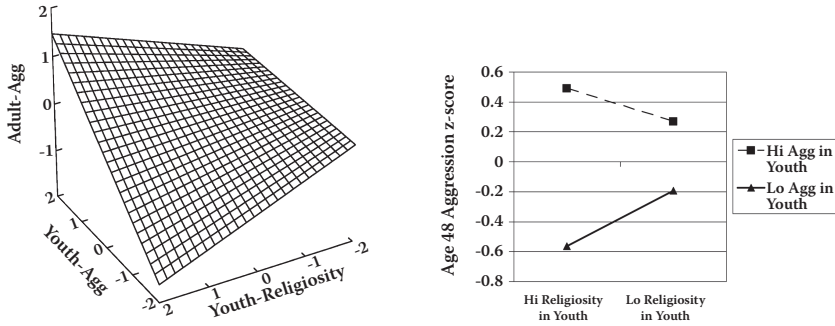 2
1
0
-1
2
Adult-Agg
1
0
-1
-2
Youth-Agg
2
1
0
-1
-2
Youth-Religiosity
0.6
0.4
0.2
0
-0.2
-0.4
-0.6
-0.8
Age 48 Aggression z-score
Hi Religiosity
in Youth
Lo Religiosity
in Youth
Hi Agg in
Youth
Lo Agg in
Youth